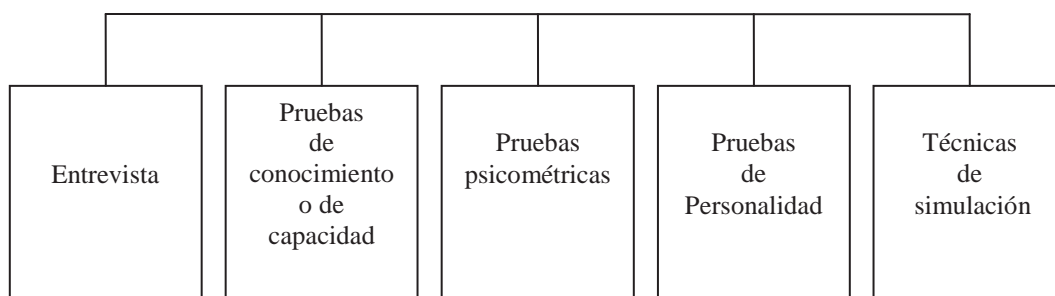 Entrevista
Pruebas
de
conocimiento
o de
capacidad
Pruebas
psicométricas
Pruebas
de
Personalidad
Técnicas
de
simulación